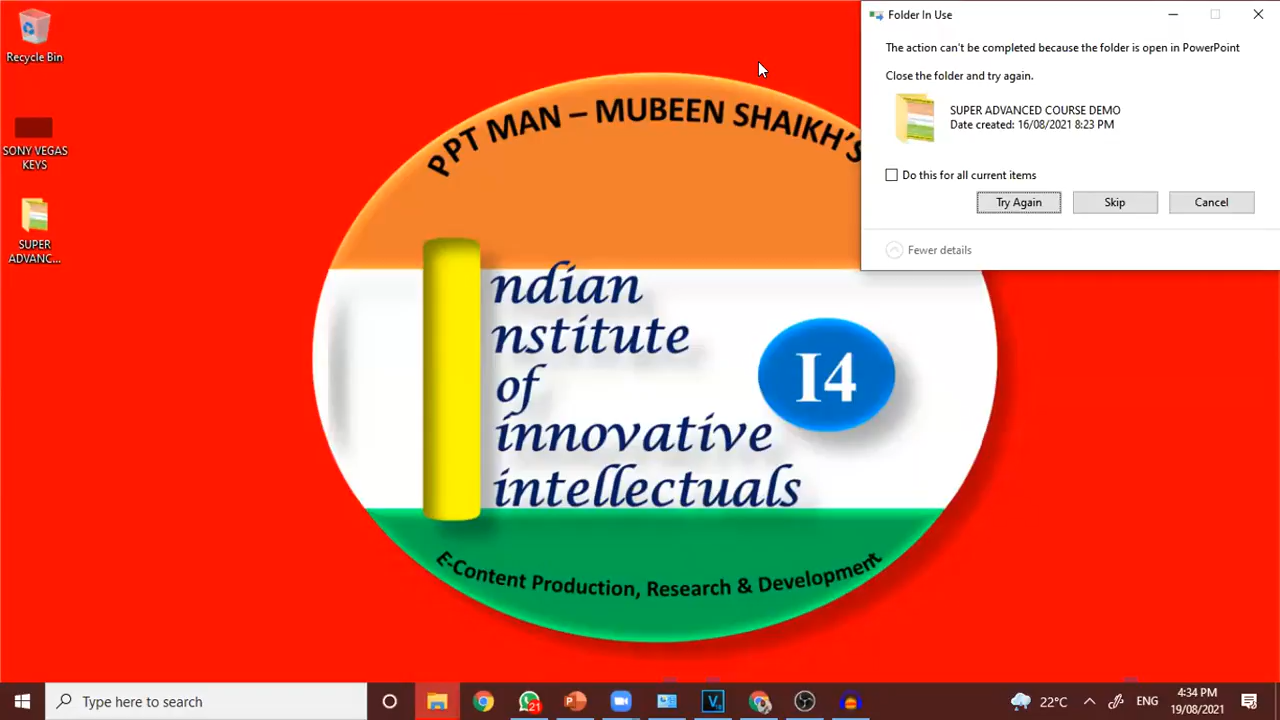 Recycle Bin
SONY VEGAS
KEYS
SUPER
ADVANC...
PPT MAN – MUBEEN SHAIKH'S
ndian
nstitute
of
innovative
intellectuals
I4
E-Content Production, Research & Development
Folder In Use
The action can't be completed because the folder is open in PowerPoint
Close the folder and try again.
SUPER ADVANCED COURSE DEMO
Date created: 16/08/2021 8:23 PM
Do this for all current items
Try Again
Skip
Cancel
Fewer details
Type here to search
21
22°C
ENG
4:34 PM
19/08/2021